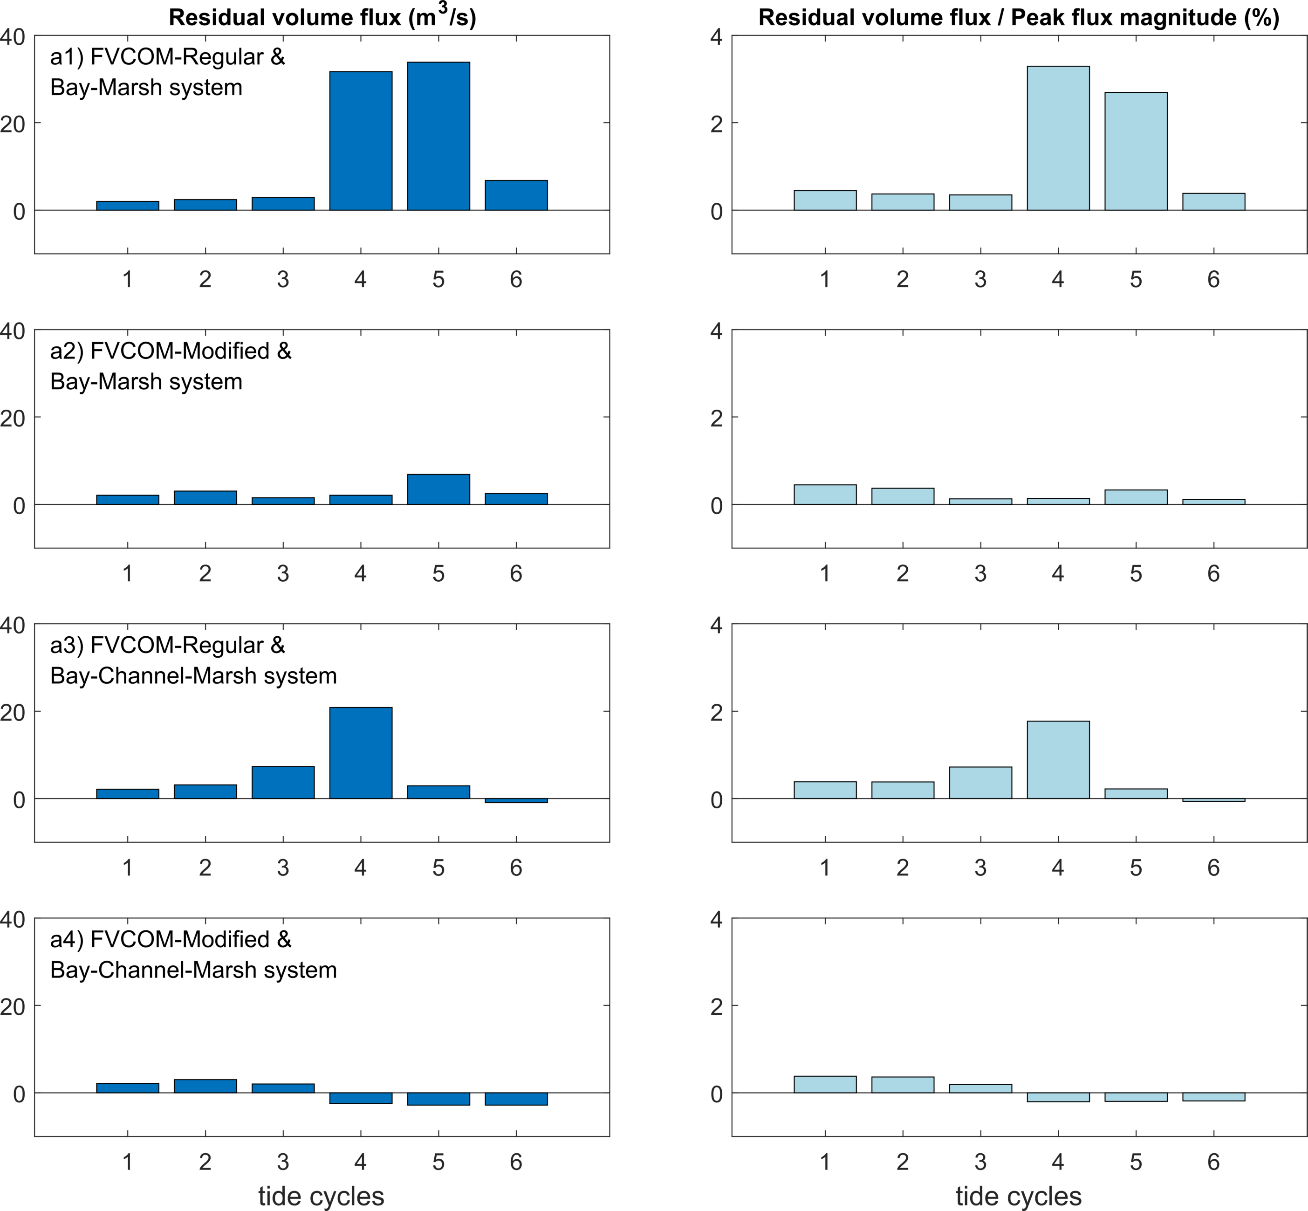 Residual volume flux (m³/s)
Residual volume flux / Peak flux magnitude (%)
a1) FVCOM-Regular &
Bay-Marsh system
40
20
0
1 2 3 4 5 6
4
2
0
1 2 3 4 5 6
a2) FVCOM-Modified &
Bay-Marsh system
40
20
0
1 2 3 4 5 6
4
2
0
1 2 3 4 5 6
a3) FVCOM-Regular &
Bay-Channel-Marsh system
40
20
0
1 2 3 4 5 6
4
2
0
1 2 3 4 5 6
a4) FVCOM-Modified &
Bay-Channel-Marsh system
40
20
0
1 2 3 4 5 6
tide cycles
4
2
0
1 2 3 4 5 6
tide cycles